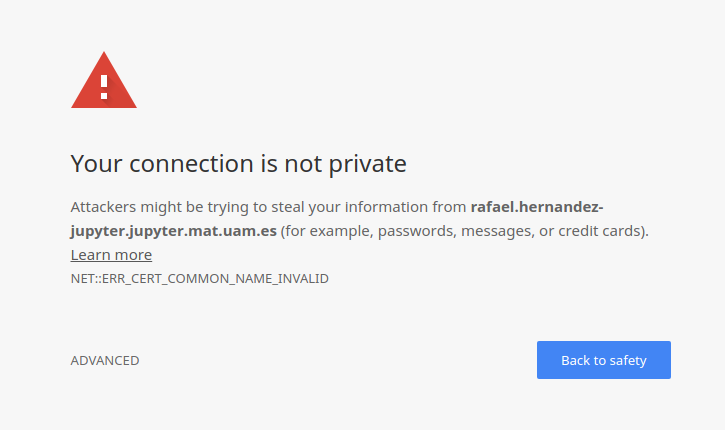 Your connection is not private
Attackers might be trying to steal your information from rafael.hernandez-
jupyter.jupyter.mat.uam.es (for example, passwords, messages, or credit cards).
Learn more
NET::ERR_CERT_COMMON_NAME_INVALID
ADVANCED
Back to safety